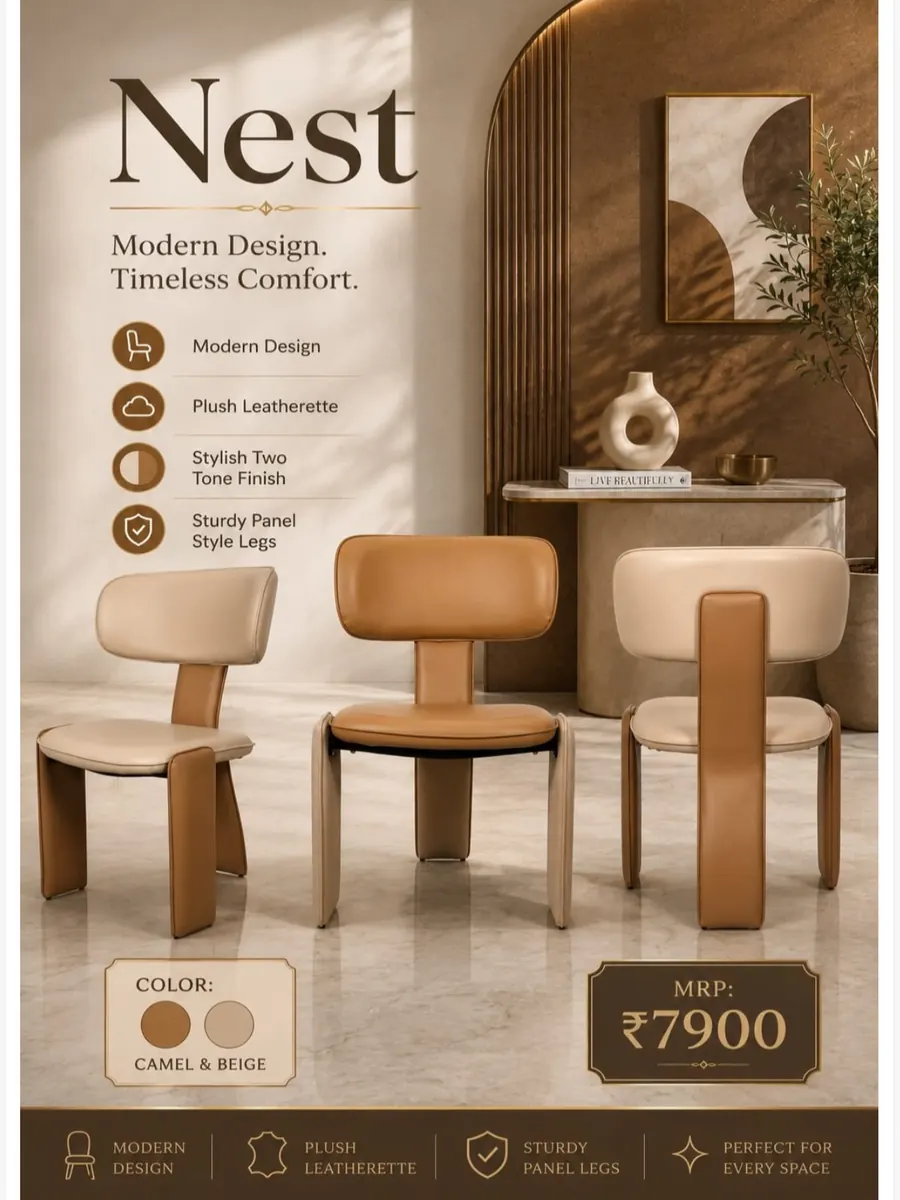 Nest
Modern Design.
Timeless Comfort.
Modern Design
Plush Leatherette
Stylish Two
Tone Finish
Sturdy Panel
Style Legs
LIVE BEAUTIFULLY
COLOR:
CAMEL & BEIGE
MRP:
₹7900
MODERN
DESIGN
PLUSH
LEATHERETTE
STURDY
PANEL LEGS
PERFECT FOR
EVERY SPACE